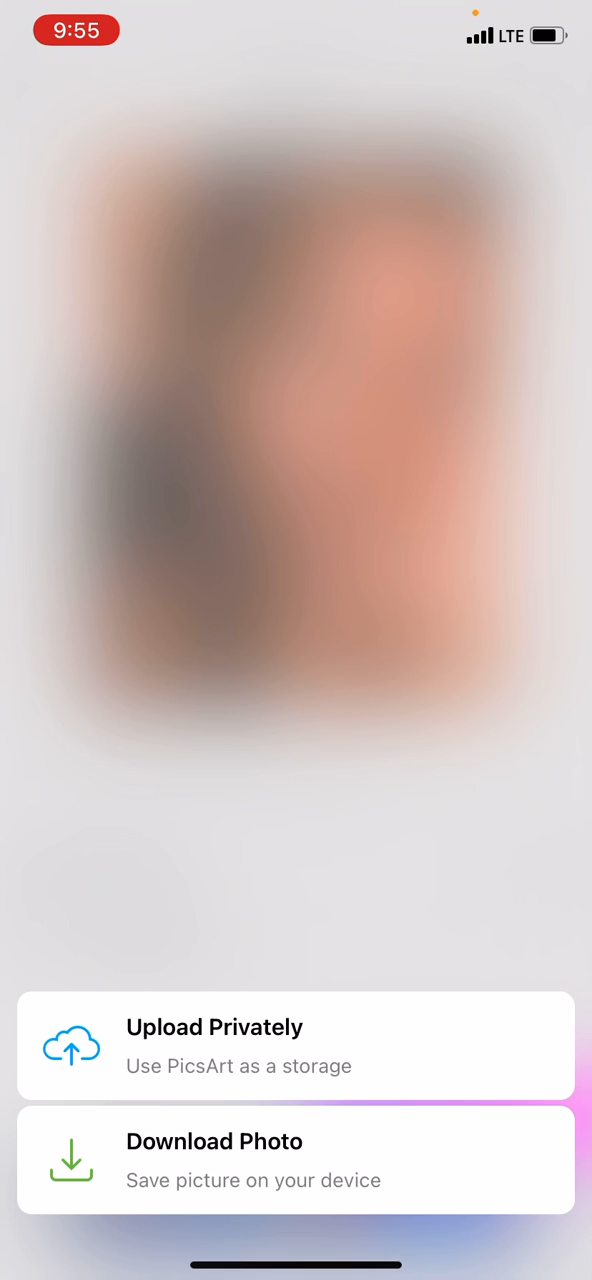 9:55
LTE
Upload Privately
Use PicsArt as a storage
Download Photo
Save picture on your device